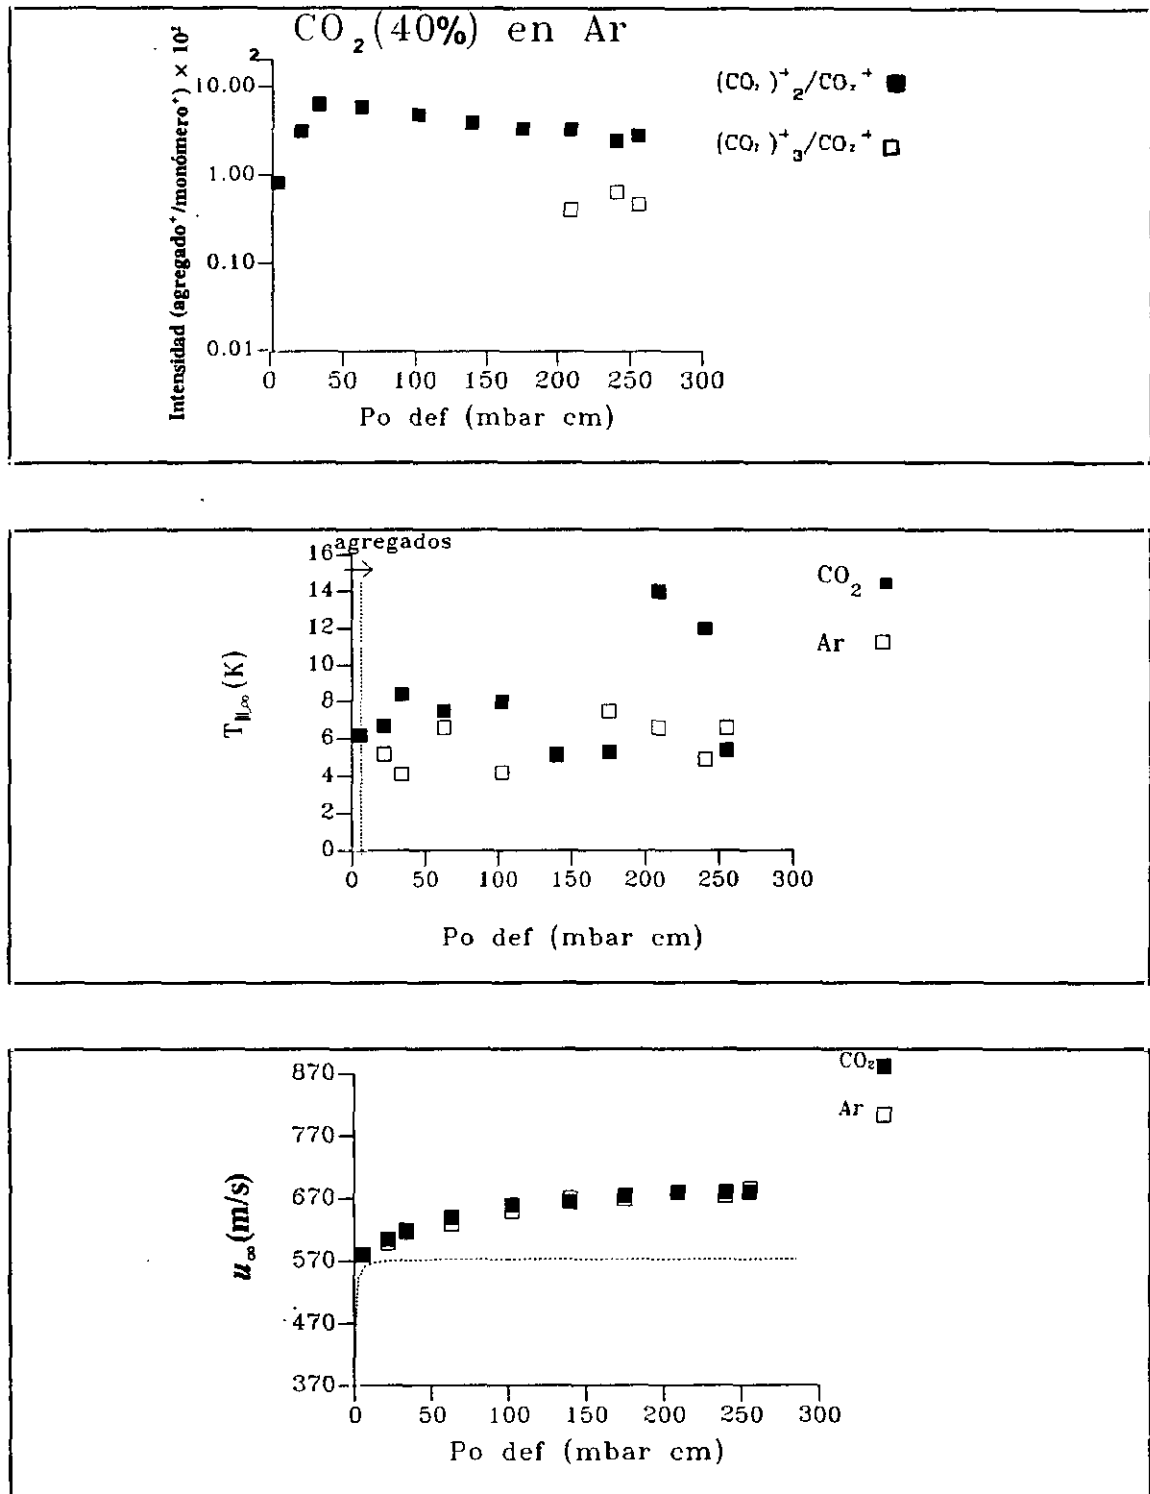 CO₂(40%) en Ar
Intensidad (agregado⁺/monómero⁺) × 10²
2
10.00
1.00
0.10
0.01
0 50 100 150 200 250 300
Po def (mbar cm)
(CO₂)⁺₂/CO₂⁺
(CO₂)⁺₃/CO₂⁺
agregados
16
14
12
10
8
6
4
2
0
T∥,∞(K)
0 50 100 150 200 250 300
Po def (mbar cm)
CO₂
Ar
870
770
670
570
470
370
u∞(m/s)
0 50 100 150 200 250 300
Po def (mbar cm)
CO₂
Ar